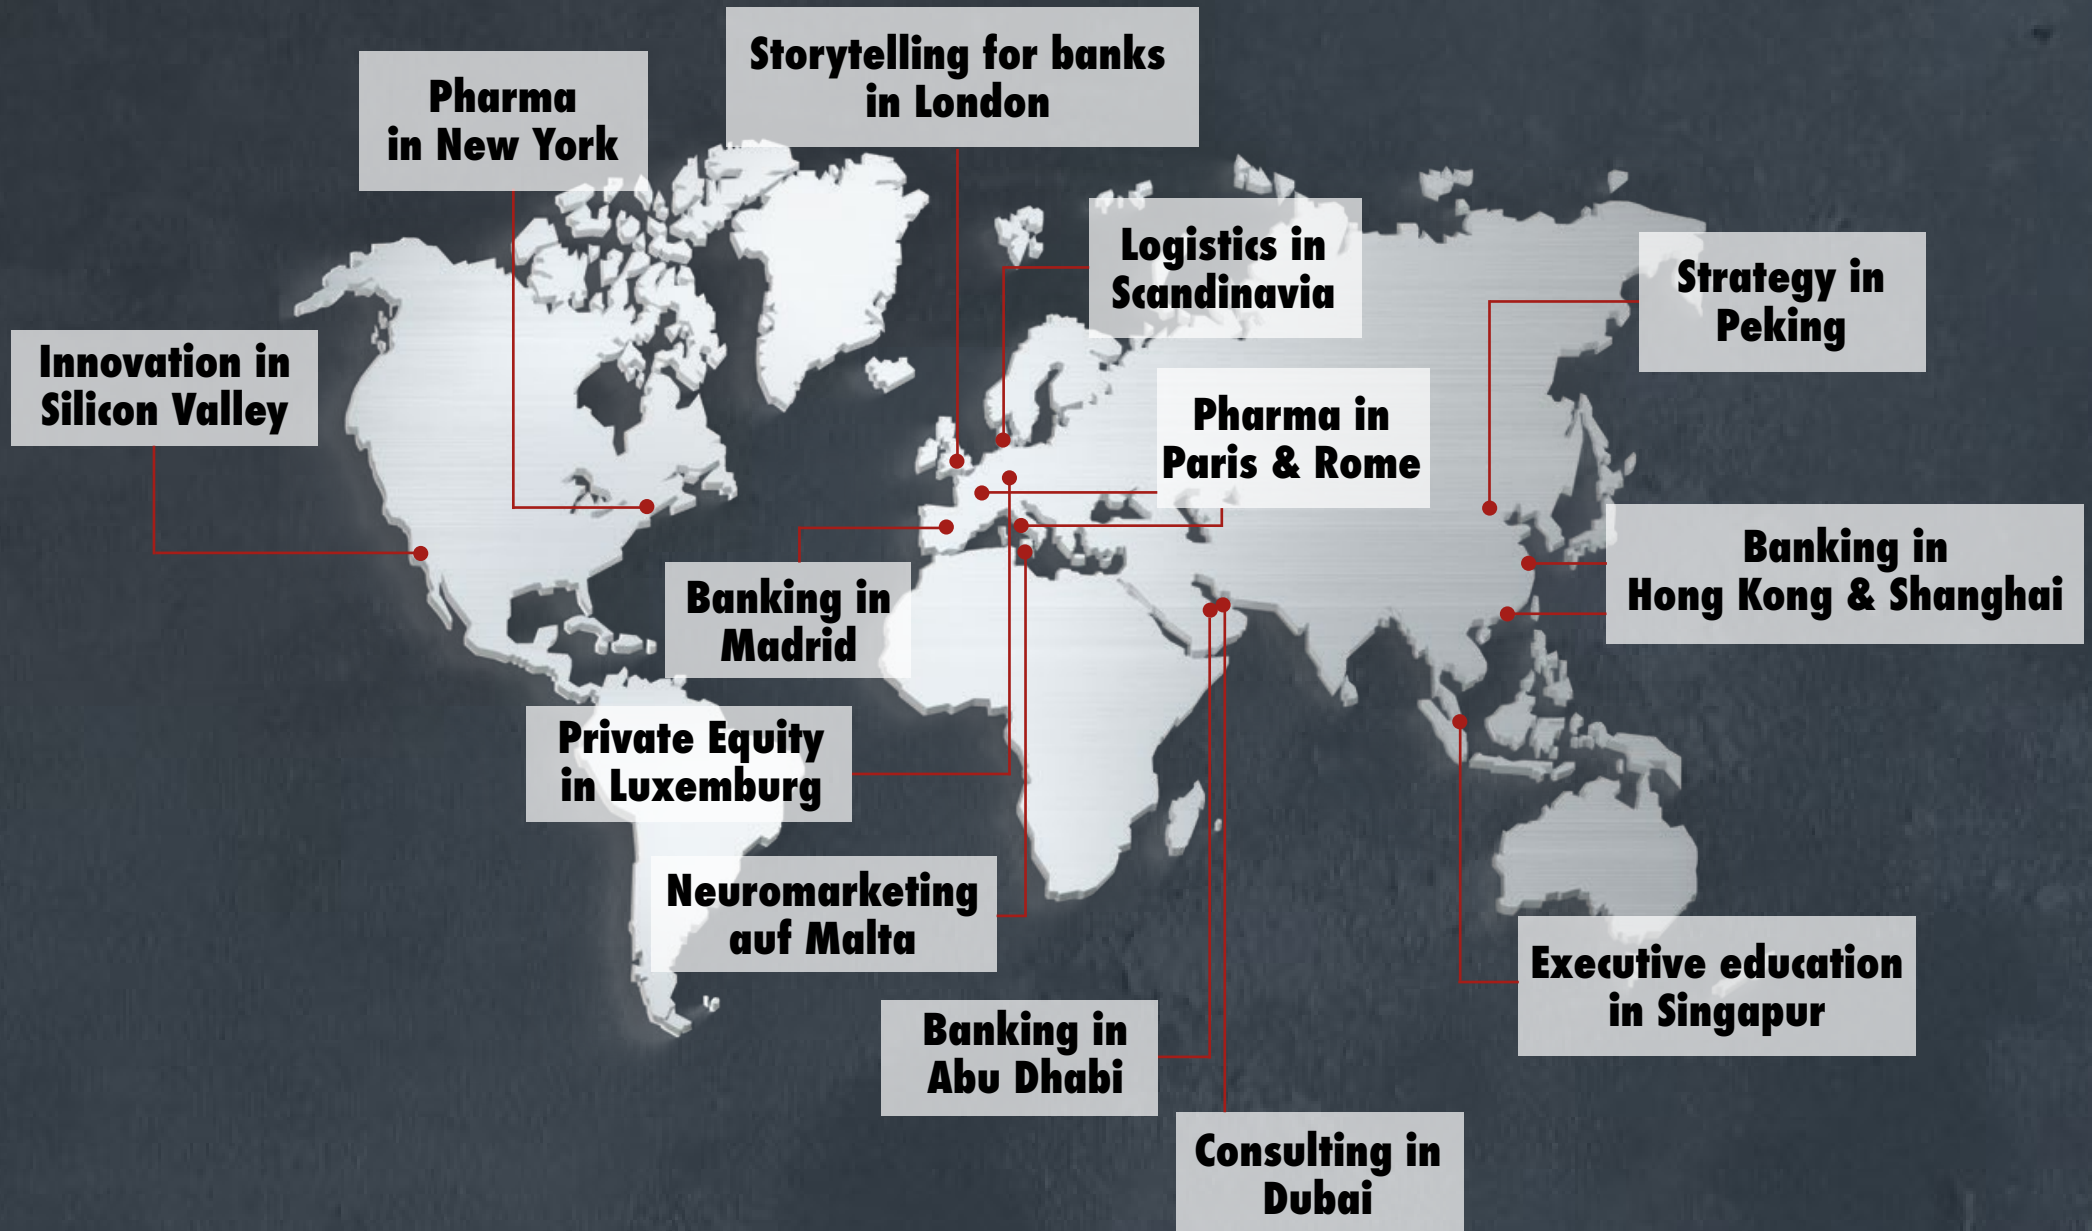 Storytelling for banks
in London
Pharma
in New York
Logistics in
Scandinavia
Strategy in
Peking
Innovation in
Silicon Valley
Pharma in
Paris & Rome
Banking in
Hong Kong & Shanghai
Banking in
Madrid
Private Equity
in Luxemburg
Neuromarketing
auf Malta
Executive education
in Singapur
Banking in
Abu Dhabi
Consulting in
Dubai